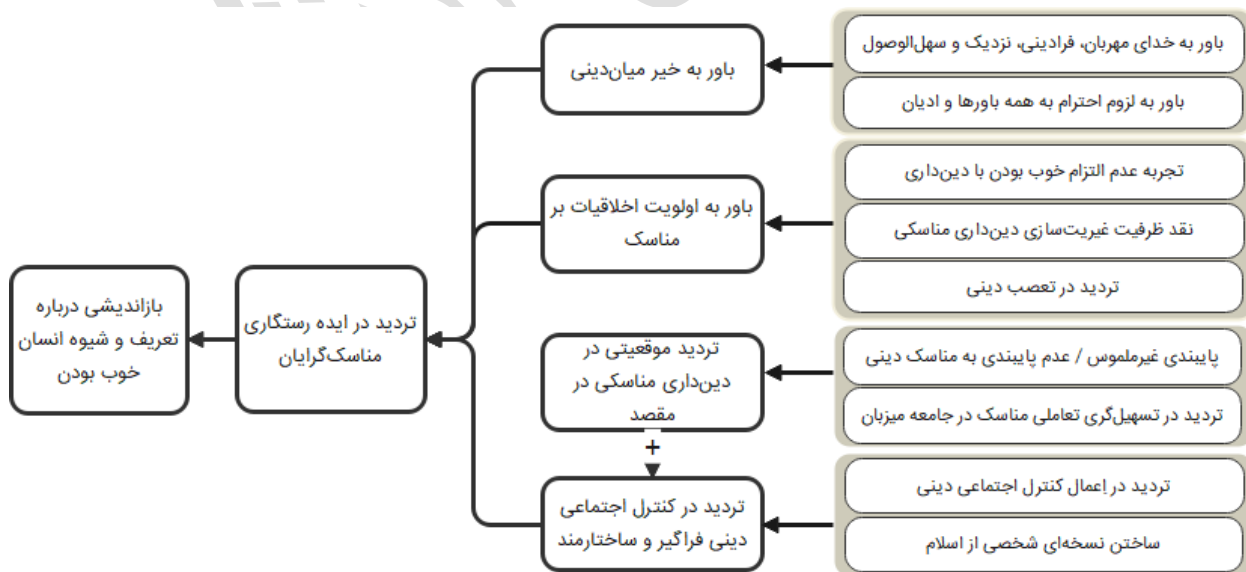 باور به خدای مهربان، فرادینی، نزدیک و سهل‌الوصول
باور به لزوم احترام به همه باورها و ادیان
باور به خیر میان‌دینی
تجربه عدم التزام خوب بودن با دین‌داری
نقد ظرفیت غیریت‌سازی دین‌داری مناسکی
تردید در تعصب دینی
باور به اولویت اخلاقیات بر
مناسک
پایبندی غیرملموس / عدم پایبندی به مناسک دینی
تردید در تسهیل‌گری تعاملی مناسک در جامعه میزبان
تردید موقعیتی در
دین‌داری مناسکی در
مقصد
+
تردید در اِعمال کنترل اجتماعی دینی
ساختن نسخه‌ای شخصی از اسلام
تردید در کنترل اجتماعی
دینی فراگیر و ساختارمند
تردید در ایده رستگاری
مناسک‌گرایان
بازاندیشی درباره
تعریف و شیوه انسان
خوب بودن